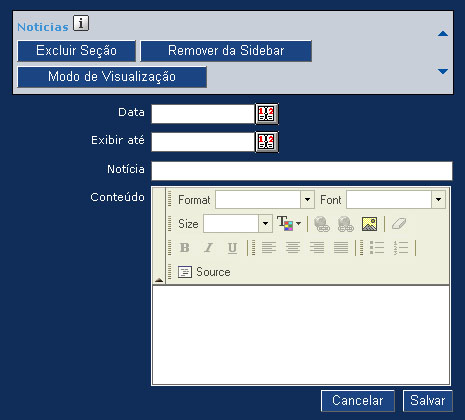 Noticias i
Excluir Seção Remover da Sidebar
Modo de Visualização
Data
Exibir até
Notícia
Conteúdo Format Font
Size T
B I U
Source
Cancelar Salvar